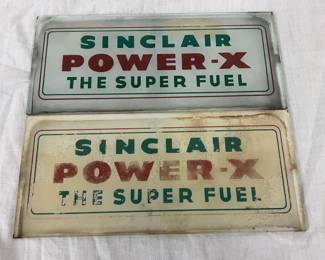 SINCLAIR
POWER-X
THE SUPER FUEL
SINCLAIR
POWER-X
THE SUPER FUEL